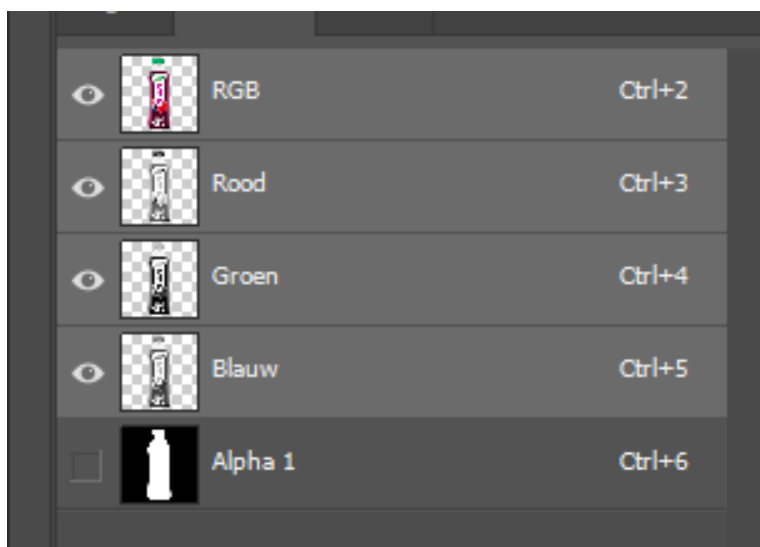 RGB Ctrl+2
Rood Ctrl+3
Groen Ctrl+4
Blauw Ctrl+5
Alpha 1 Ctrl+6